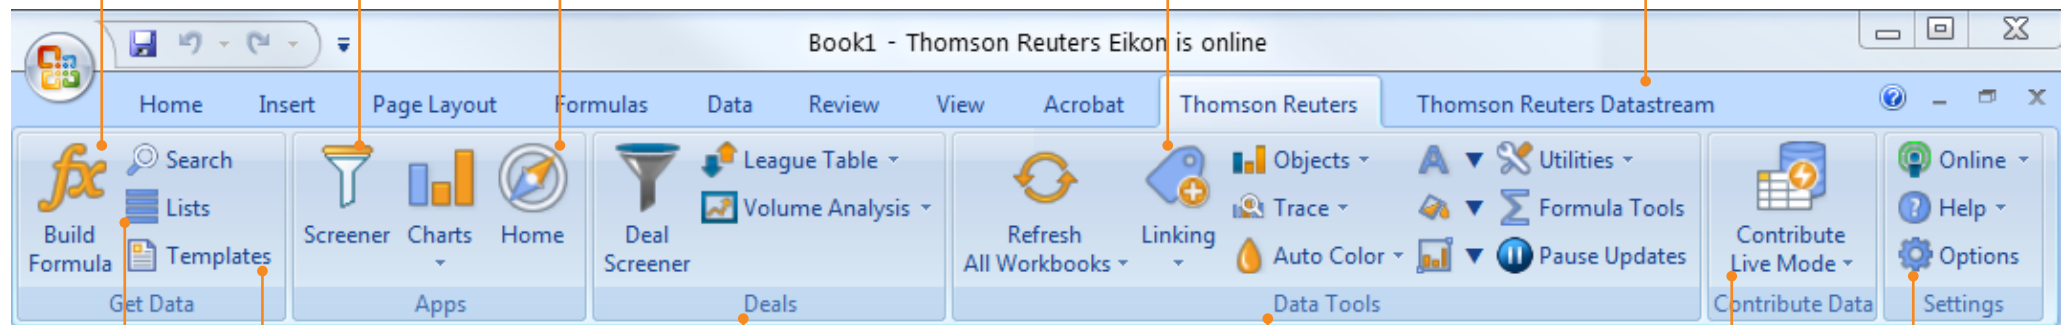 Book1 - Thomson Reuters Eikon is online
Home Insert Page Layout Formulas Data Review View Acrobat Thomson Reuters Thomson Reuters Datastream
fx
Build
Formula
Search
Lists
Templates
Get Data
Screener
Charts
Home
Apps
Deal
Screener
League Table
Volume Analysis
Deals
Refresh
All Workbooks
Linking
Objects
Trace
Auto Color
A
Utilities
Σ Formula Tools
Pause Updates
Data Tools
Contribute
Live Mode
Contribute Data
Online
? Help
Options
Settings